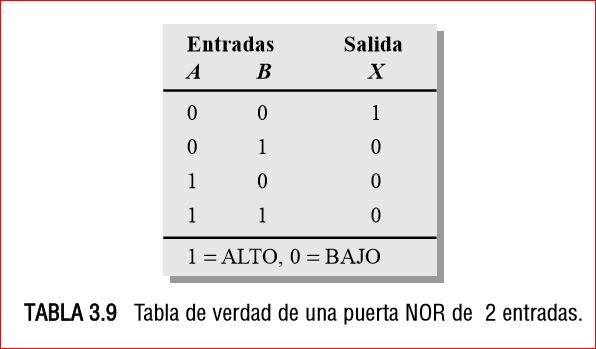 Entradas Salida
A B X
0 0 1
0 1 0
1 0 0
1 1 0
1 = ALTO, 0 = BAJO
TABLA 3.9 Tabla de verdad de una puerta NOR de 2 entradas.